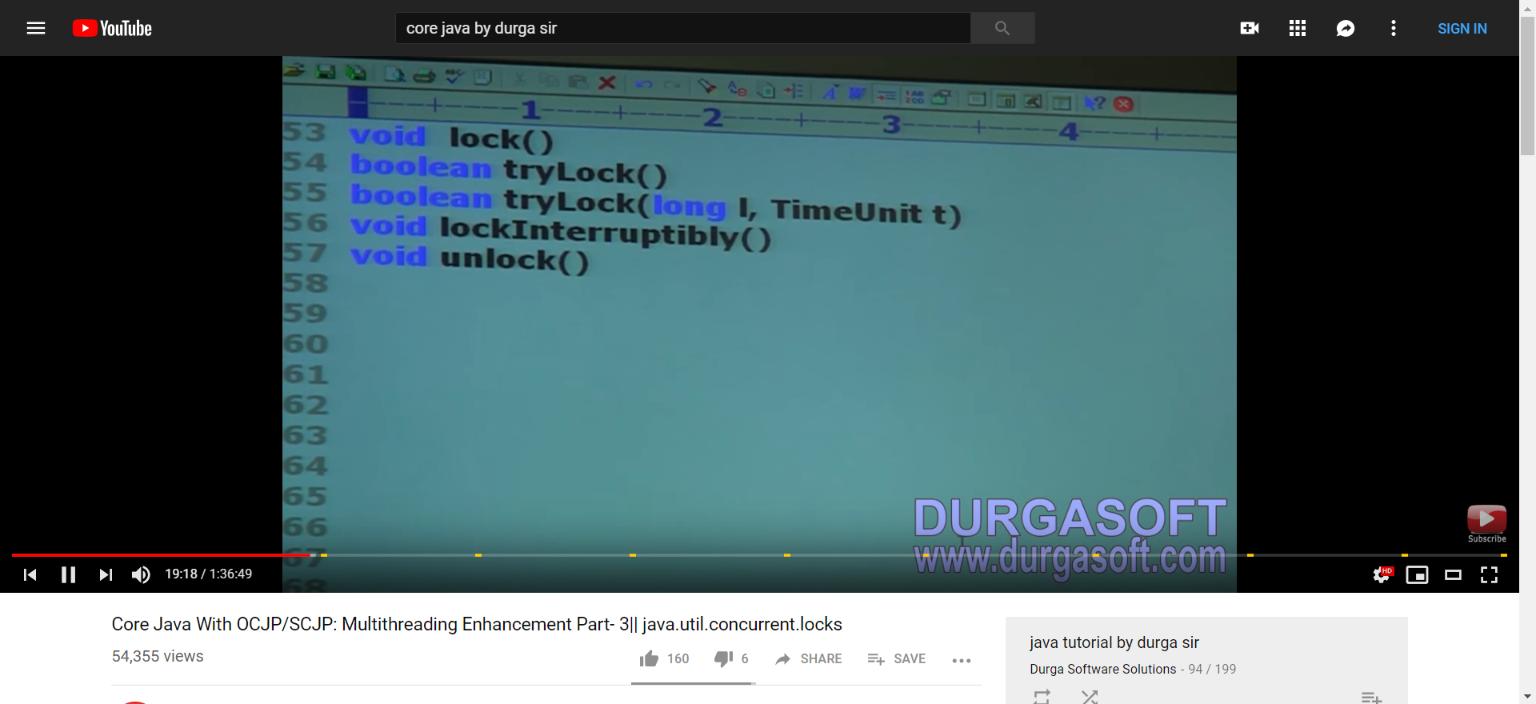 YouTube
core java by durga sir
SIGN IN
1 2 3 4
53 void lock()
54 boolean tryLock()
55 boolean tryLock(long l, TimeUnit t)
56 void lockInterruptibly()
57 void unlock()
58
59
60
61
62
63
64
65
66
67
68
DURGASOFT
www.durgasoft.com
Subscribe
19:18 / 1:36:49
HD
Core Java With OCJP/SCJP: Multithreading Enhancement Part- 3|| java.util.concurrent.locks
54,355 views
160
6
SHARE
SAVE
java tutorial by durga sir
Durga Software Solutions - 94 / 199